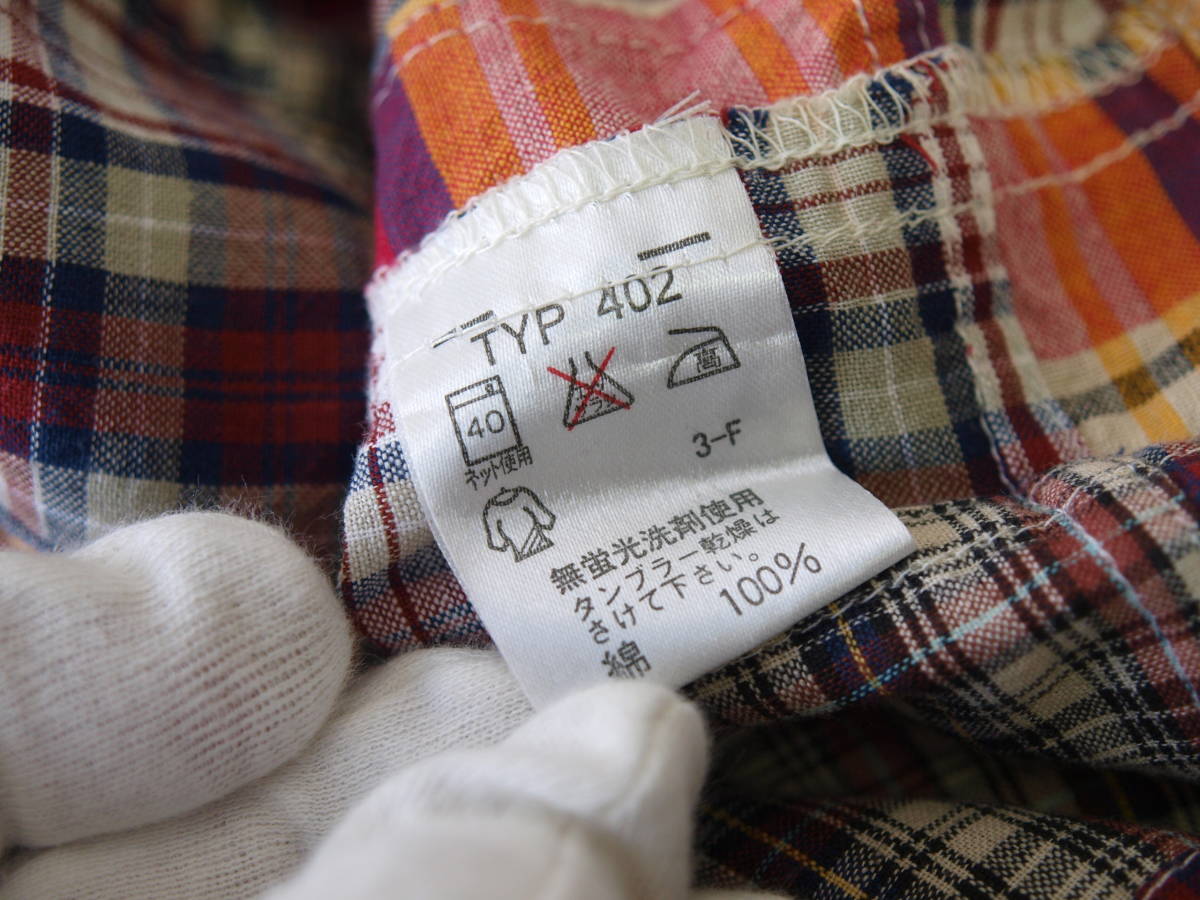 TYP 402
40
ネット使用
高
3-F
無蛍光洗剤使用
タンブラー乾燥は
さけて下さい。
綿 100%